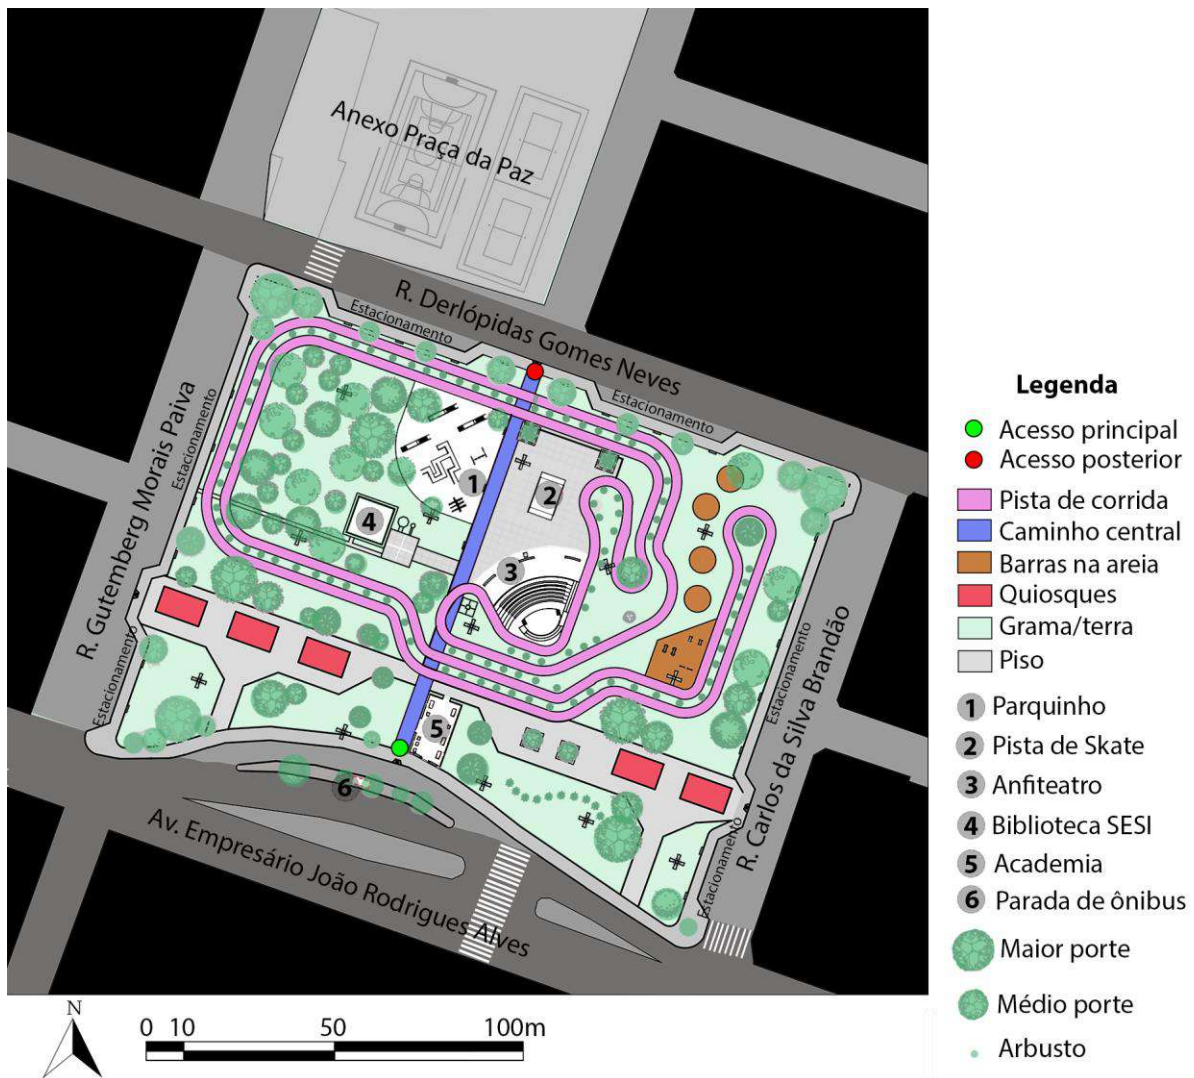 Anexo Praça da Paz
R. Derlópidas Gomes Neves
Estacionamento
Estacionamento
R. Gutemberg Morais Paiva
Estacionamento
Estacionamento
1
2
3
4
5
6
R. Carlos da Silva Brandão
Estacionamento
Estacionamento
Av. Empresário João Rodrigues Alves
Legenda
Acesso principal
Acesso posterior
Pista de corrida
Caminho central
Barras na areia
Quiosques
Grama/terra
Piso
1 Parquinho
2 Pista de Skate
3 Anfiteatro
4 Biblioteca SESI
5 Academia
6 Parada de ônibus
Maior porte
Médio porte
Arbusto
N
0 10 50 100m